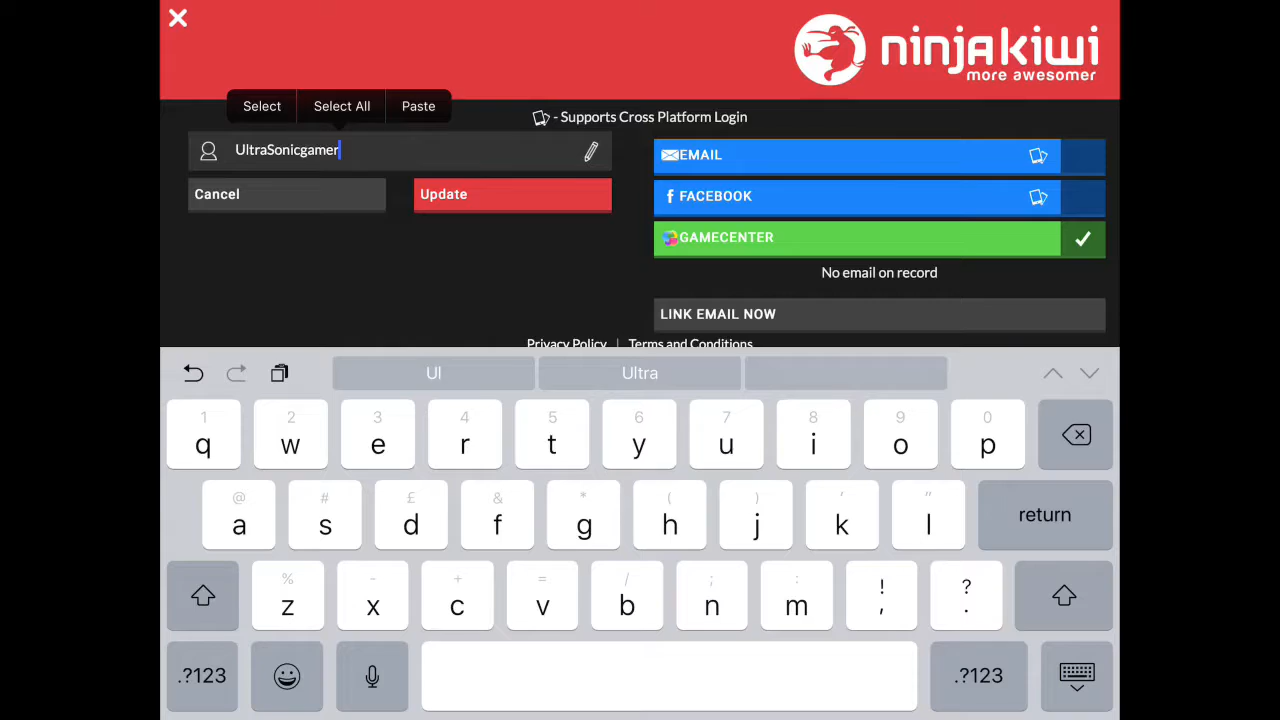 ninjakiwi
more awesomer
Select Select All Paste
- Supports Cross Platform Login
UltraSonicgamer
Cancel Update
EMAIL
f FACEBOOK
GAMECENTER
No email on record
LINK EMAIL NOW
Privacy Policy | Terms and Conditions
Ul Ultra
1 2 3 4 5 6 7 8 9 0
q w e r t y u i o p
@ # £ & * ( ) ' "
a s d f g h j k l return
% - + = / ; : ! ?
z x c v b n m , .
.?123 .?123